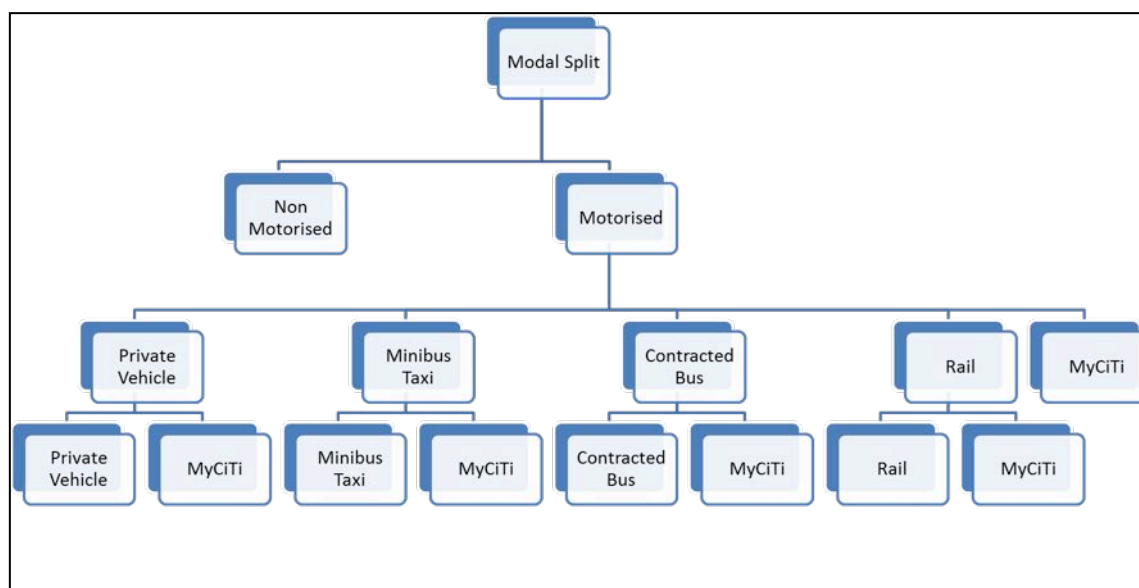 Modal Split
Non
Motorised
Motorised
Private
Vehicle
Minibus
Taxi
Contracted
Bus
Rail
MyCiTi
Private
Vehicle
MyCiTi
Minibus
Taxi
MyCiTi
Contracted
Bus
MyCiTi
Rail
MyCiTi